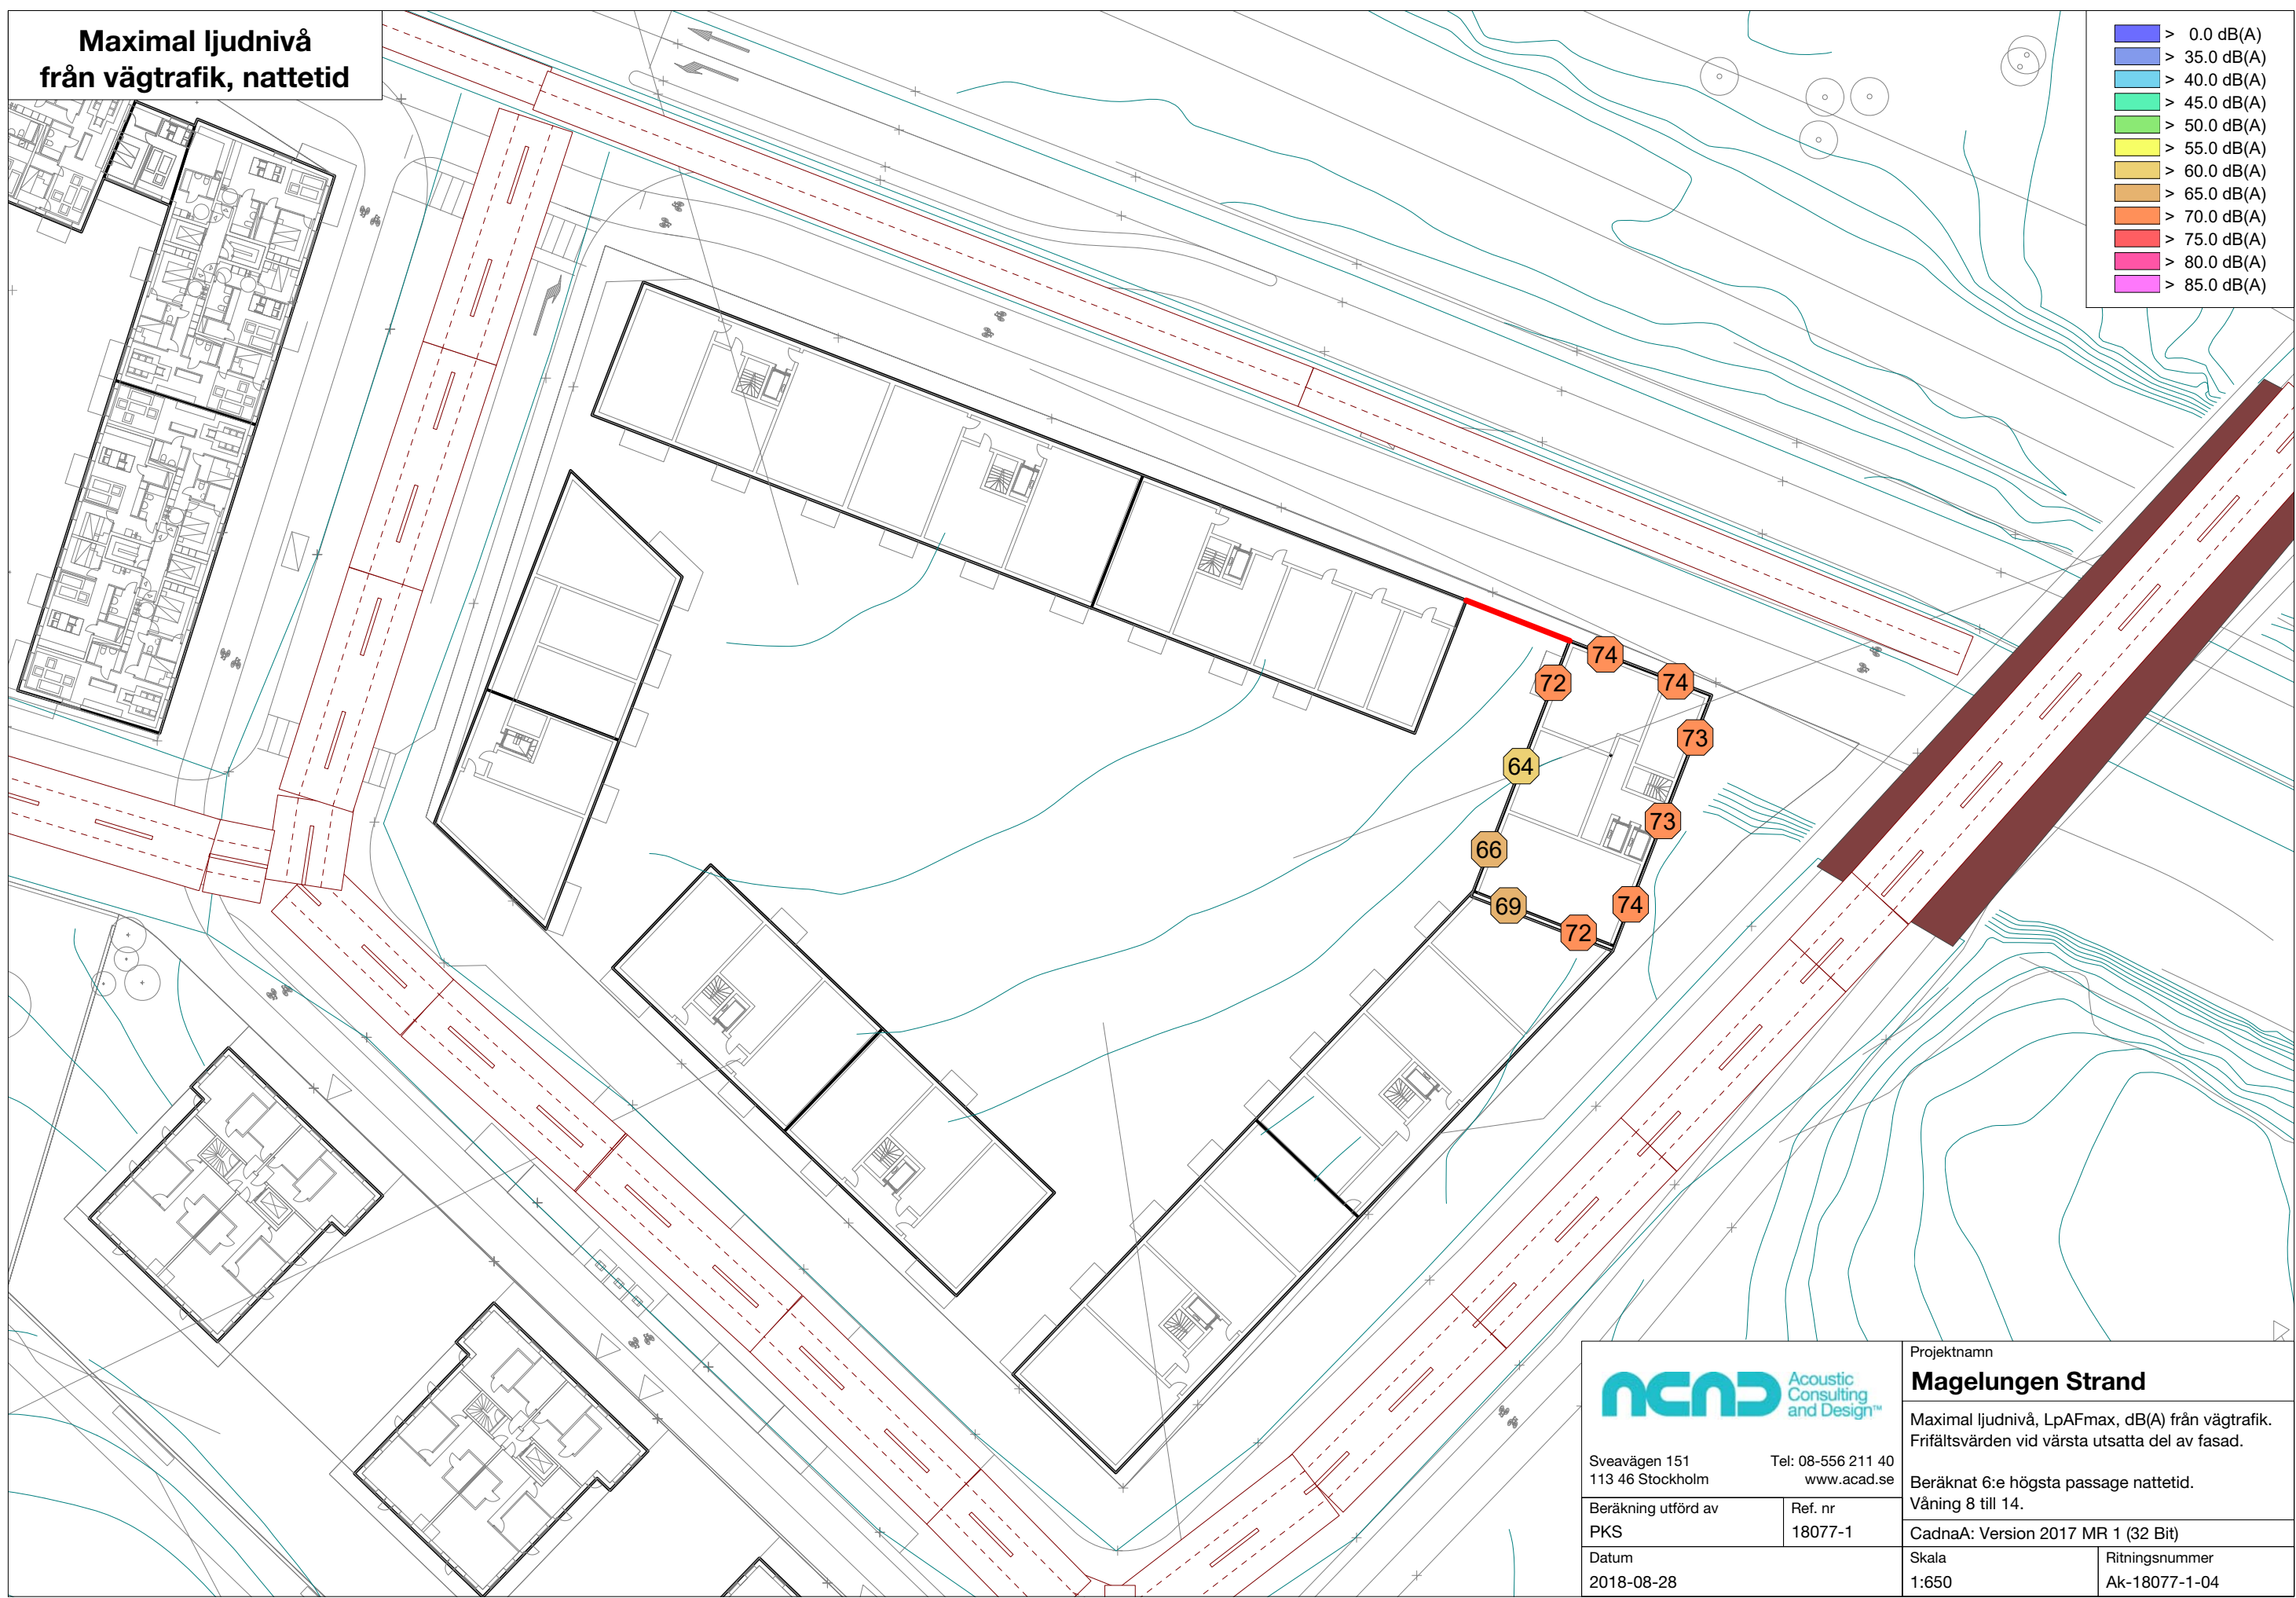 Maximal ljudnivå
från vägtrafik, nattetid
> 0.0 dB(A)
> 35.0 dB(A)
> 40.0 dB(A)
> 45.0 dB(A)
> 50.0 dB(A)
> 55.0 dB(A)
> 60.0 dB(A)
> 65.0 dB(A)
> 70.0 dB(A)
> 75.0 dB(A)
> 80.0 dB(A)
> 85.0 dB(A)
74
72
74
73
64
73
66
69
74
72
ACAD
Acoustic
Consulting
and Design™
Sveavägen 151
113 46 Stockholm
Tel: 08-556 211 40
www.acad.se
Beräkning utförd av
PKS
Ref. nr
18077-1
Datum
2018-08-28
Projektnamn
Magelungen Strand
Maximal ljudnivå, LpAFmax, dB(A) från vägtrafik.
Frifältsvärden vid värsta utsatta del av fasad.
Beräknat 6:e högsta passage nattetid.
Våning 8 till 14.
CadnaA: Version 2017 MR 1 (32 Bit)
Skala
1:650
Ritningsnummer
Ak-18077-1-04